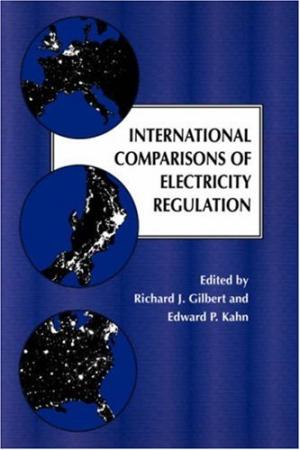 INTERNATIONAL
COMPARISONS OF
ELECTRICITY
REGULATION
Edited by
Richard J. Gilbert and
Edward P. Kahn